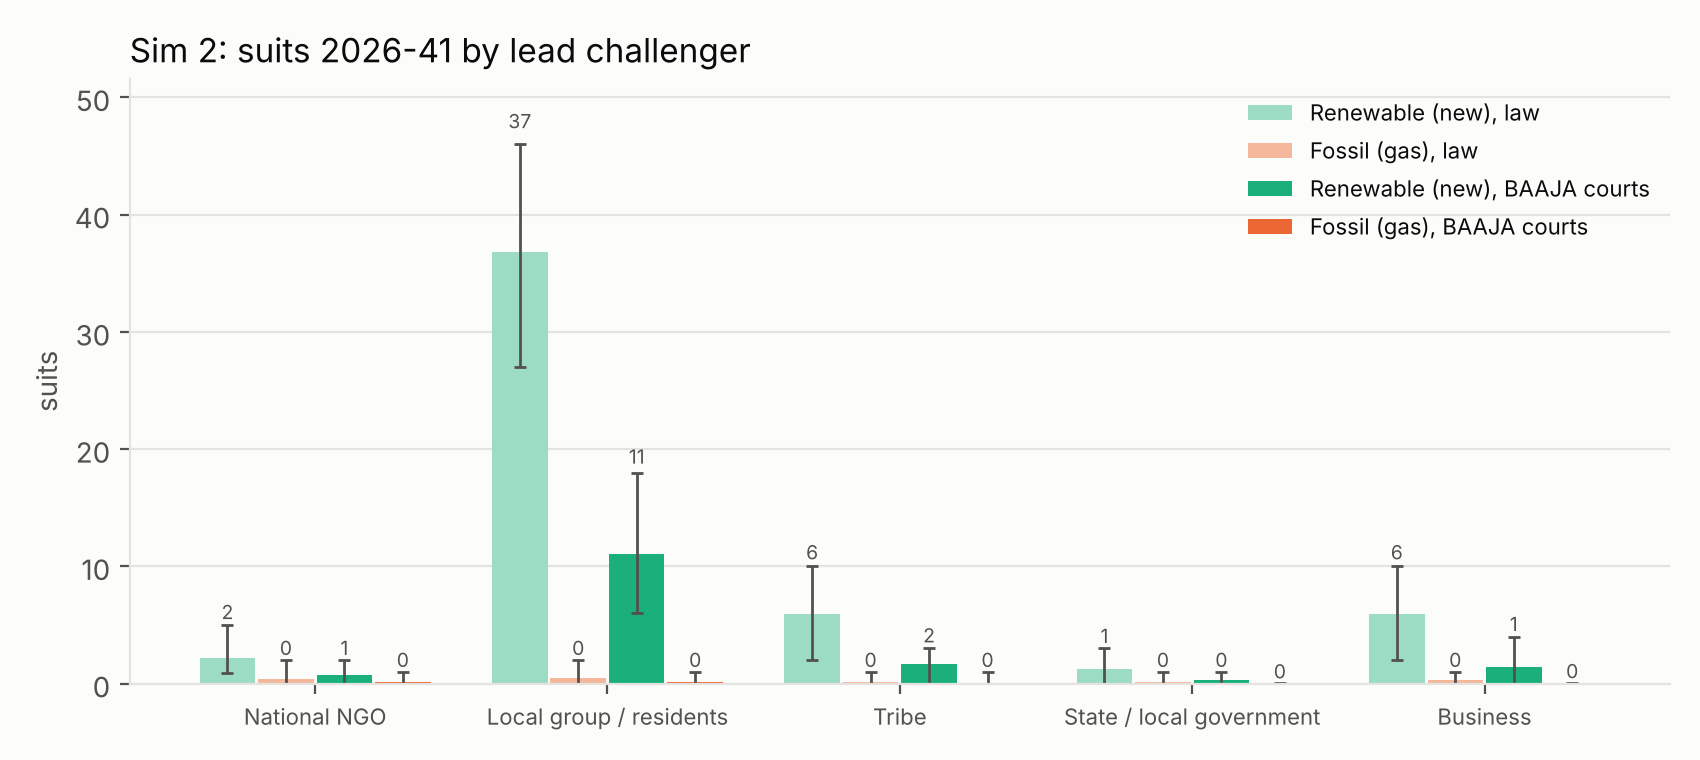 Sim 2: suits 2026-41 by lead challenger
50
40
30
20
10
0
suits
Renewable (new), law
Fossil (gas), law
Renewable (new), BAAJA courts
Fossil (gas), BAAJA courts
2
0
1
0
37
0
11
0
6
0
2
0
1
0
0
0
6
0
1
0
National NGO
Local group / residents
Tribe
State / local government
Business